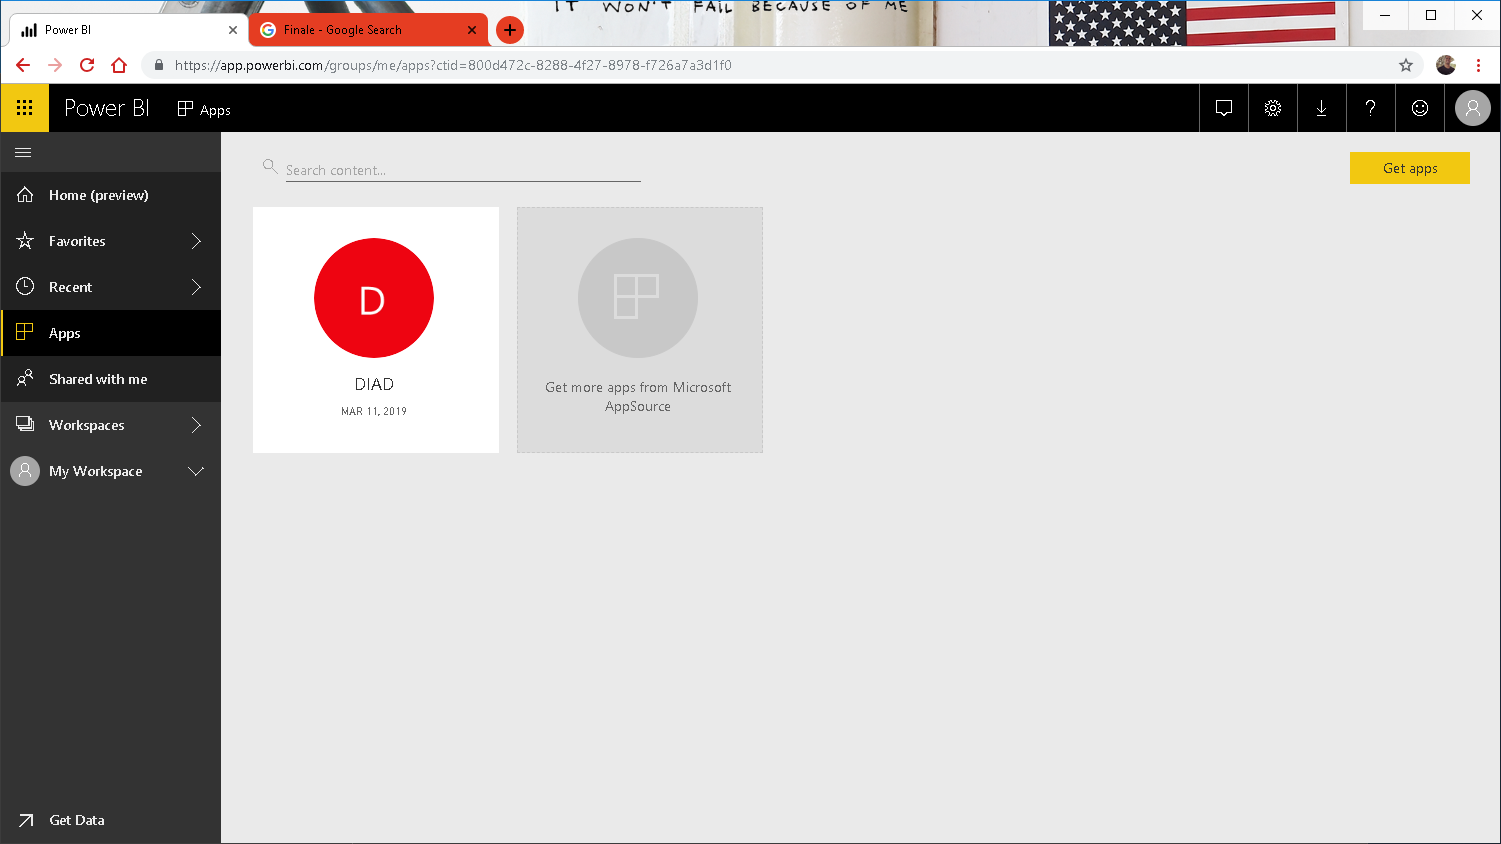 IT WON'T FAIL BECAUSE OF ME
Power BI
Finale - Google Search
https://app.powerbi.com/groups/me/apps?ctid=800d472c-8288-4f27-8978-f726a7a3d1f0
Power BI
Apps
Search content...
Get apps
Home (preview)
Favorites
Recent
Apps
Shared with me
Workspaces
My Workspace
D
DIAD
MAR 11, 2019
Get more apps from Microsoft
AppSource
Get Data